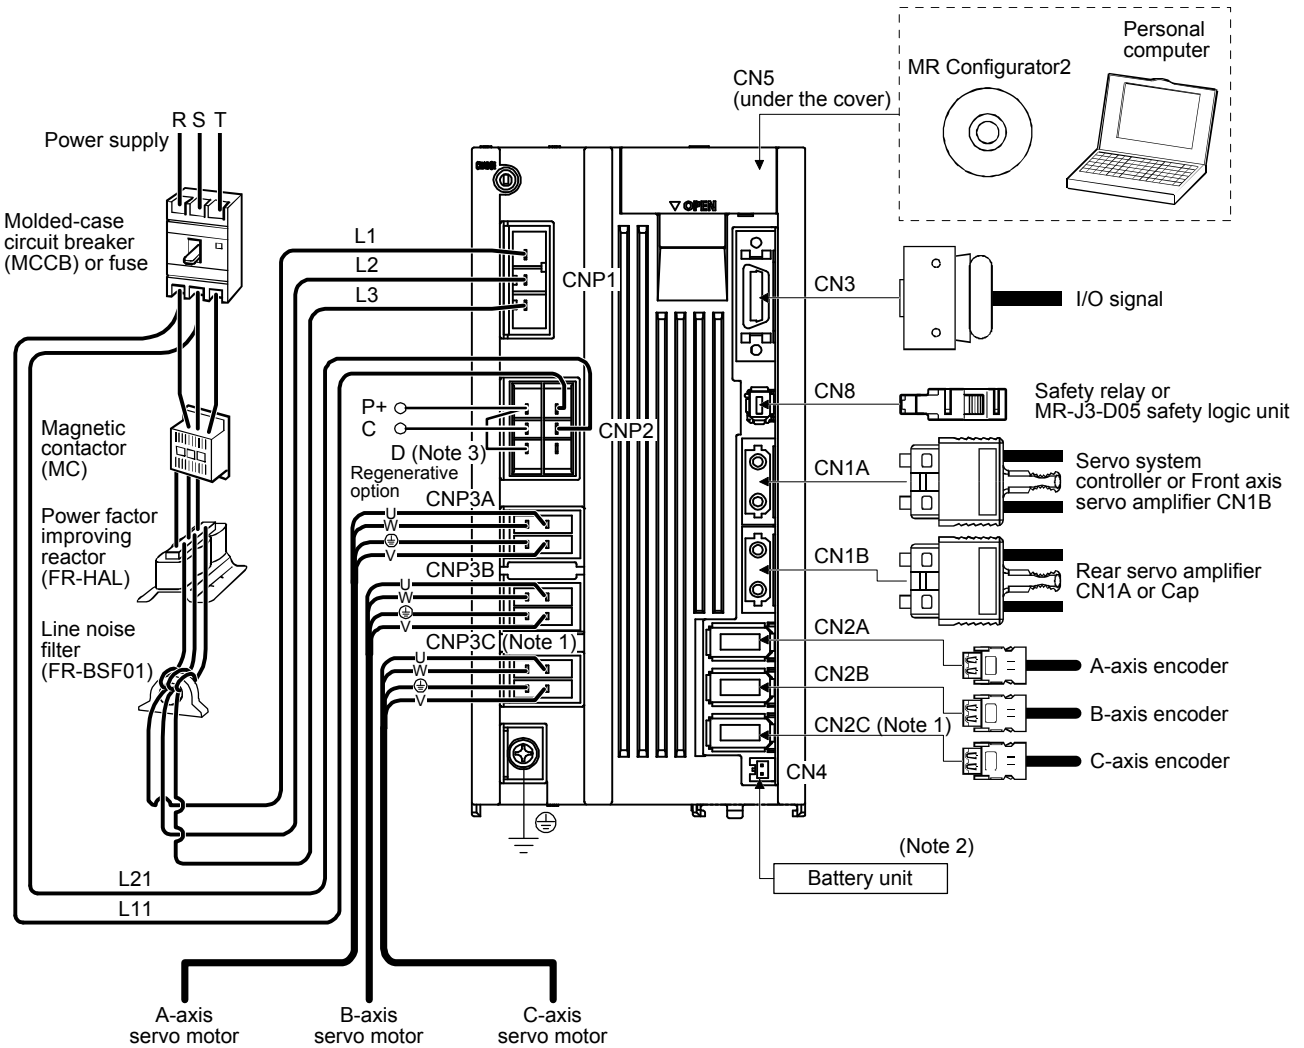 Personal
computer
MR Configurator2
CN5
(under the cover)
R S T
Power supply
Molded-case
circuit breaker
(MCCB) or fuse
L1
L2
L3
OPEN
CNP1
CN3
I/O signal
P+
C
D (Note 3)
Regenerative
option
CNP2
CN8
Safety relay or
MR-J3-D05 safety logic unit
Magnetic
contactor
(MC)
CN1A
Servo system
controller or Front axis
servo amplifier CN1B
CNP3A
U
W
V
Power factor
improving
reactor
(FR-HAL)
CN1B
Rear servo amplifier
CN1A or Cap
CNP3B
U
W
V
Line noise
filter
(FR-BSF01)
CNP3C (Note 1)
U
W
V
CN2A
A-axis encoder
CN2B
B-axis encoder
CN2C (Note 1)
C-axis encoder
CN4
(Note 2)
Battery unit
L21
L11
A-axis
servo motor
B-axis
servo motor
C-axis
servo motor